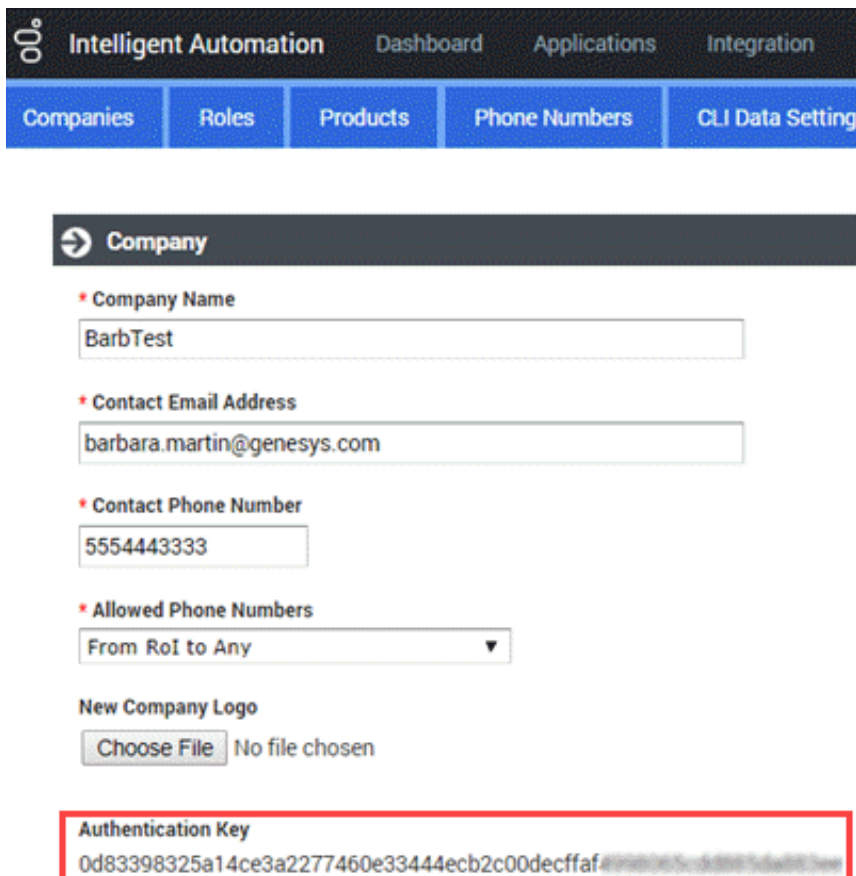 Intelligent Automation Dashboard Applications Integration
Companies Roles Products Phone Numbers CLI Data Setting
Company
* Company Name
BarbTest
* Contact Email Address
barbara.martin@genesys.com
* Contact Phone Number
5554443333
* Allowed Phone Numbers
From RoI to Any
New Company Logo
Choose File No file chosen
Authentication Key
0d83398325a14ce3a2277460e33444ecb2c00decffaf